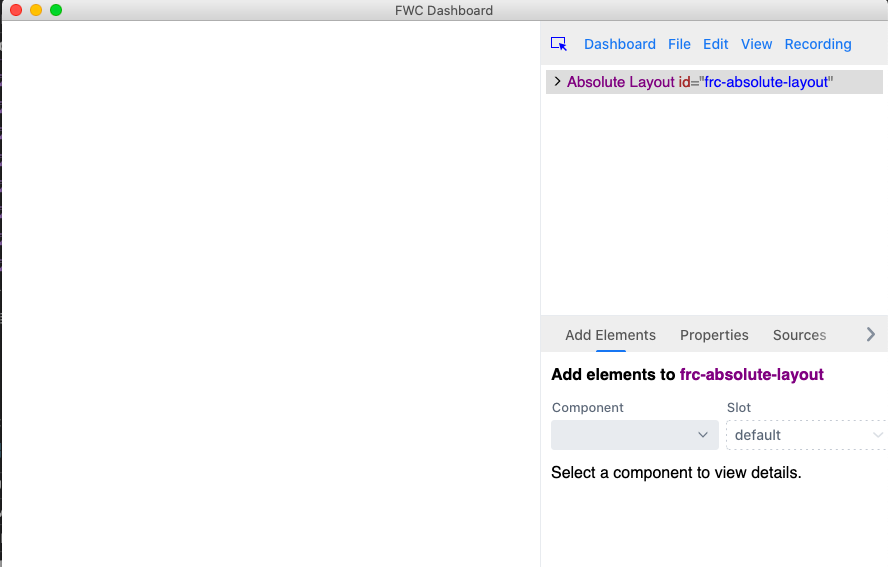 FWC Dashboard
Dashboard File Edit View Recording
Absolute Layout id="frc-absolute-layout"
Add Elements Properties Sources
Add elements to frc-absolute-layout
Component Slot
default
Select a component to view details.